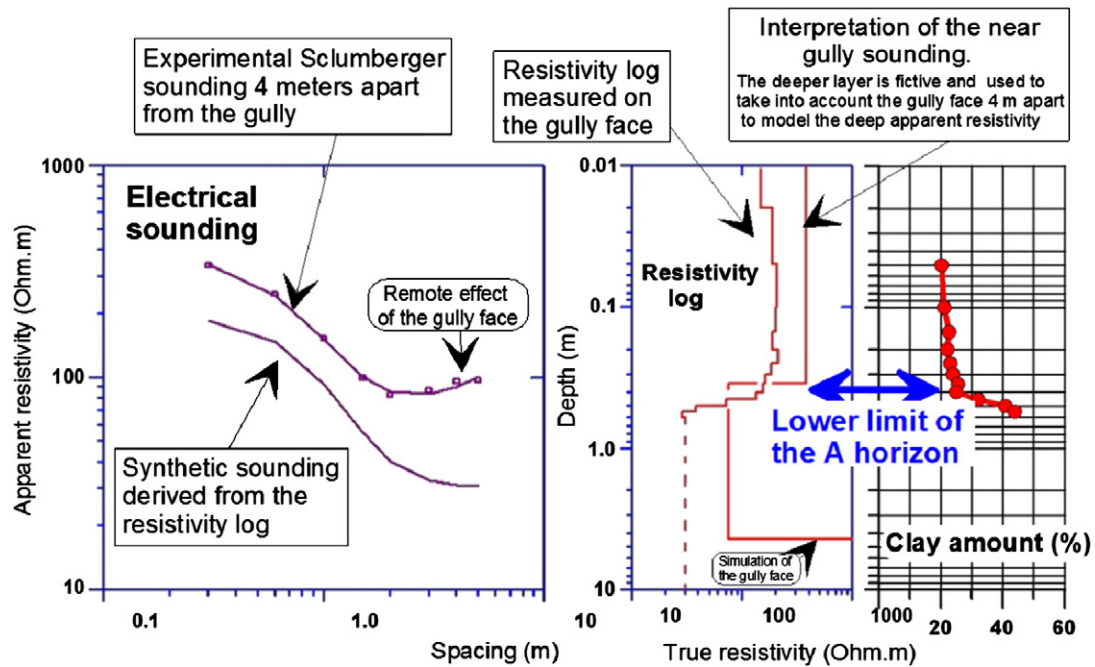 Experimental Sclumberger
sounding 4 meters apart
from the gully
Resistivity log
measured on
the gully face
Interpretation of the near
gully sounding.
The deeper layer is fictive and used to
take into account the gully face 4 m apart
to model the deep apparent resistivity
1000
100
10
Apparent resistivity (Ohm.m)
Electrical
sounding
Remote effect
of the gully face
Synthetic sounding
derived from the
resistivity log
0.1
1.0
10
Spacing (m)
0.01
0.1
1.0
10
Depth (m)
Resistivity
log
Lower limit of
the A horizon
Simulation of
the gully face
10
100
1000
True resistivity (Ohm.m)
Clay amount (%)
20
40
60